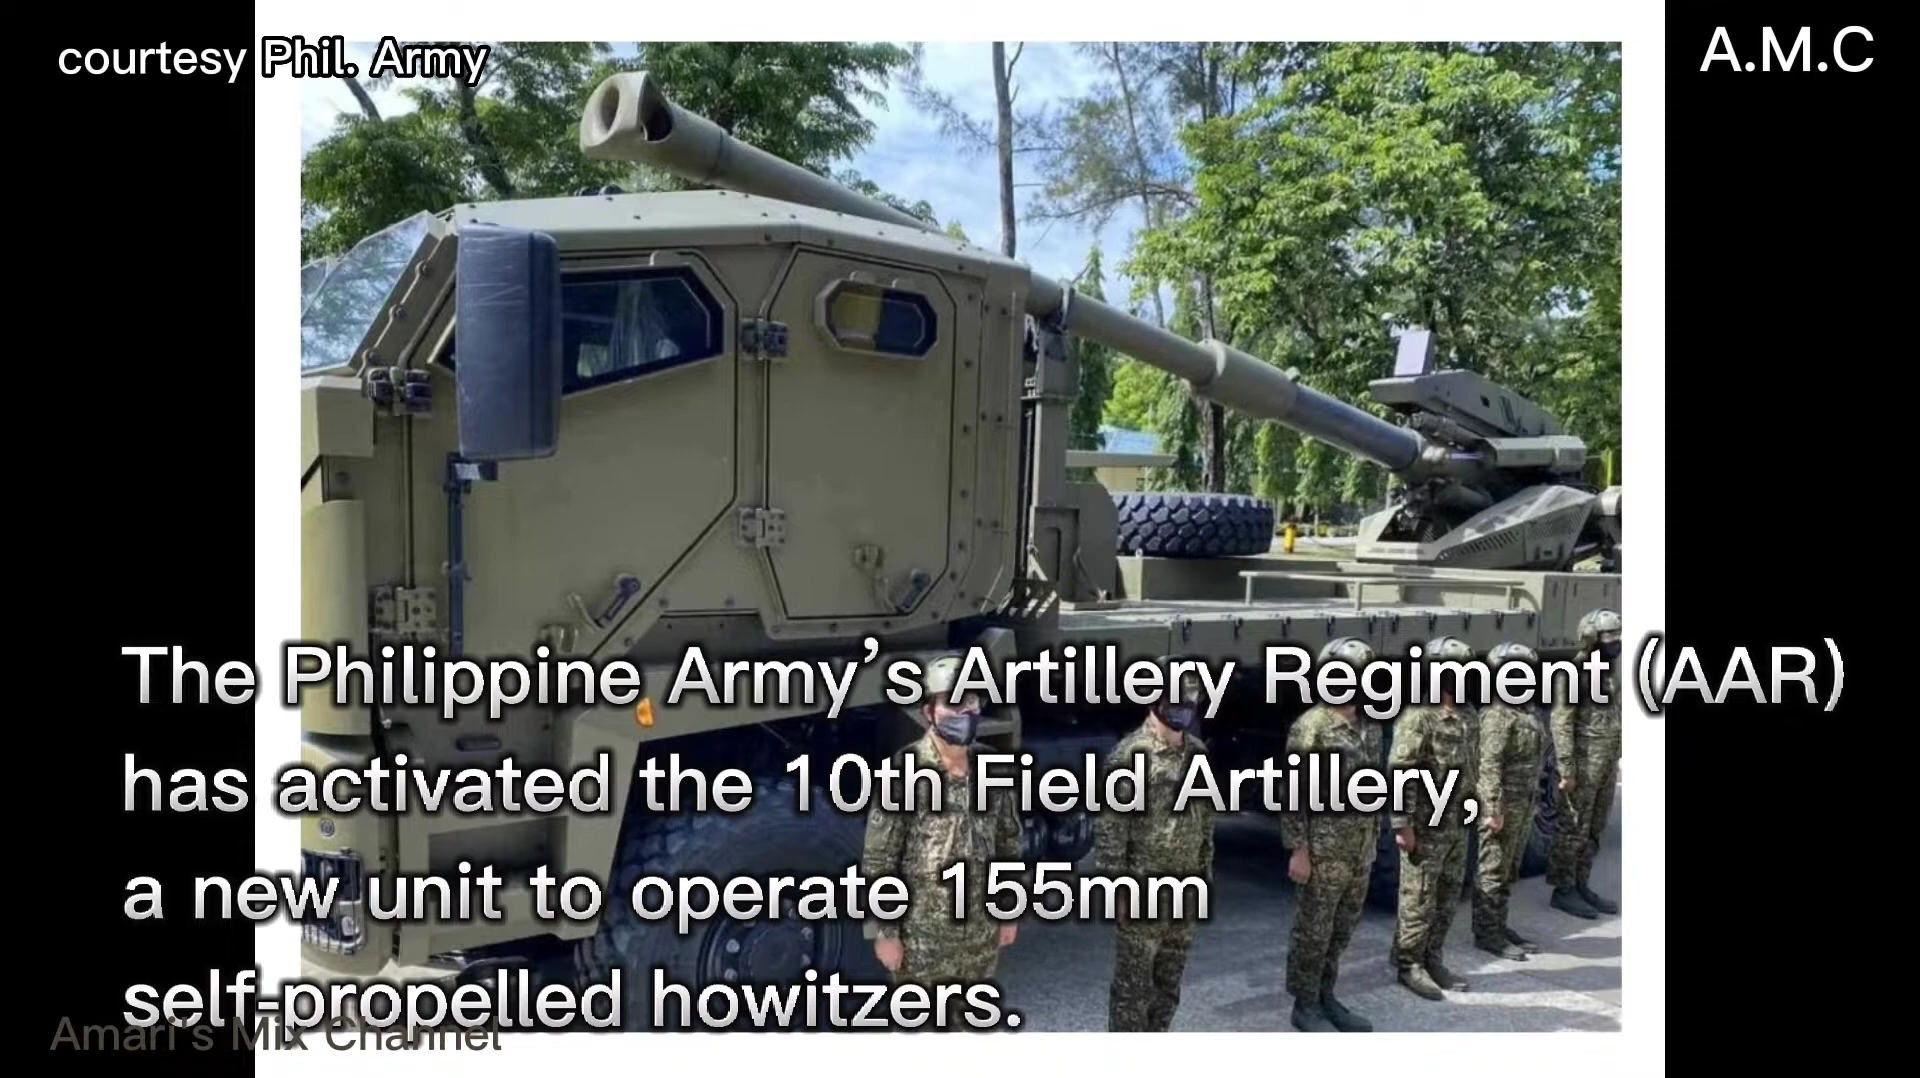 courtesy Phil. Army
A.M.C
The Philippine Army's Artillery Regiment (AAR)
has activated the 10th Field Artillery,
a new unit to operate 155mm
self-propelled howitzers.
Amari's Mix Channel